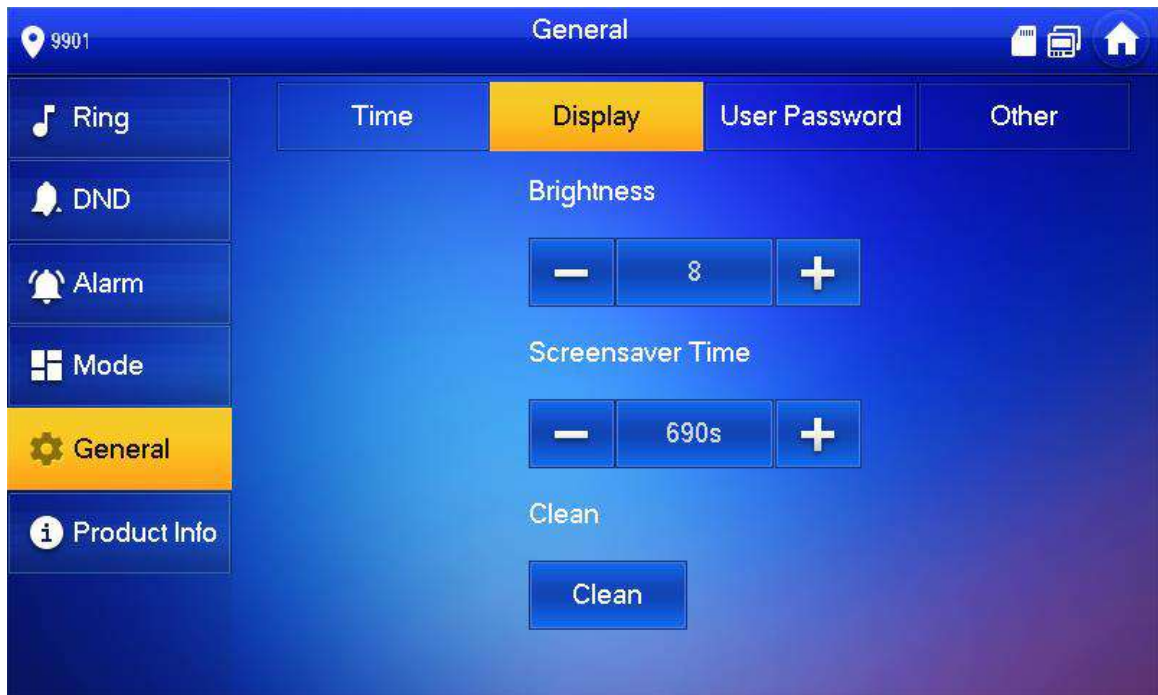 9901
General
Ring
DND
Alarm
Mode
General
Product Info
Time
Display
User Password
Other
Brightness
8
Screensaver Time
690s
Clean
Clean